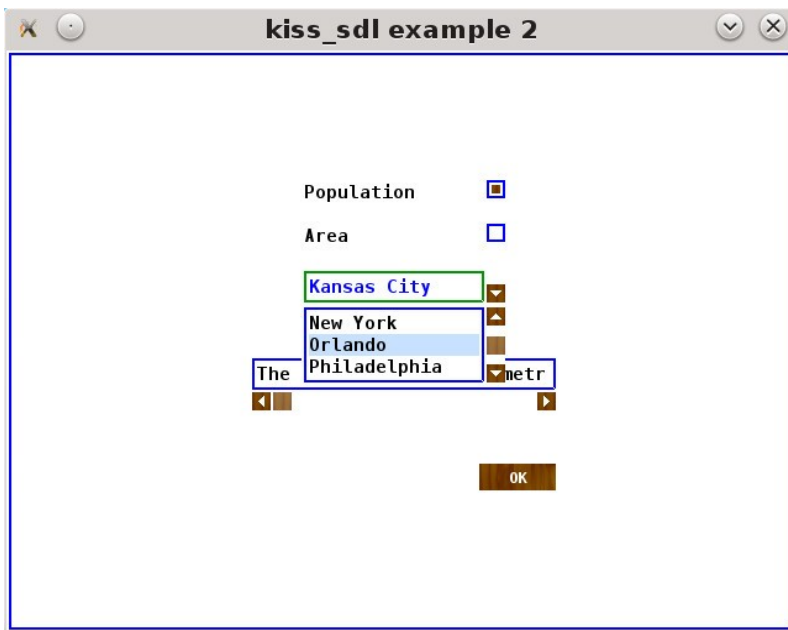 kiss_sdl example 2
Population
Area
Kansas City
New York
Orlando
Philadelphia
The metr
OK